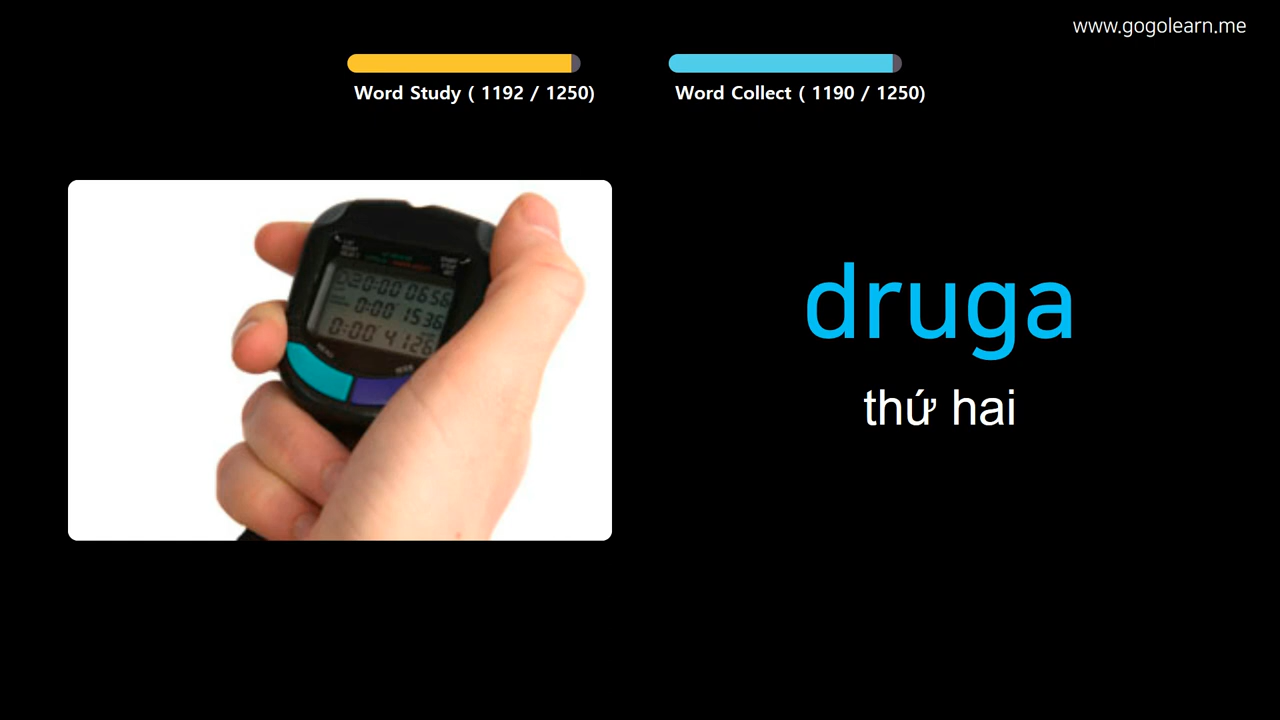 www.gogolearn.me
Word Study ( 1192 / 1250)
Word Collect ( 1190 / 1250)
druga
thứ hai